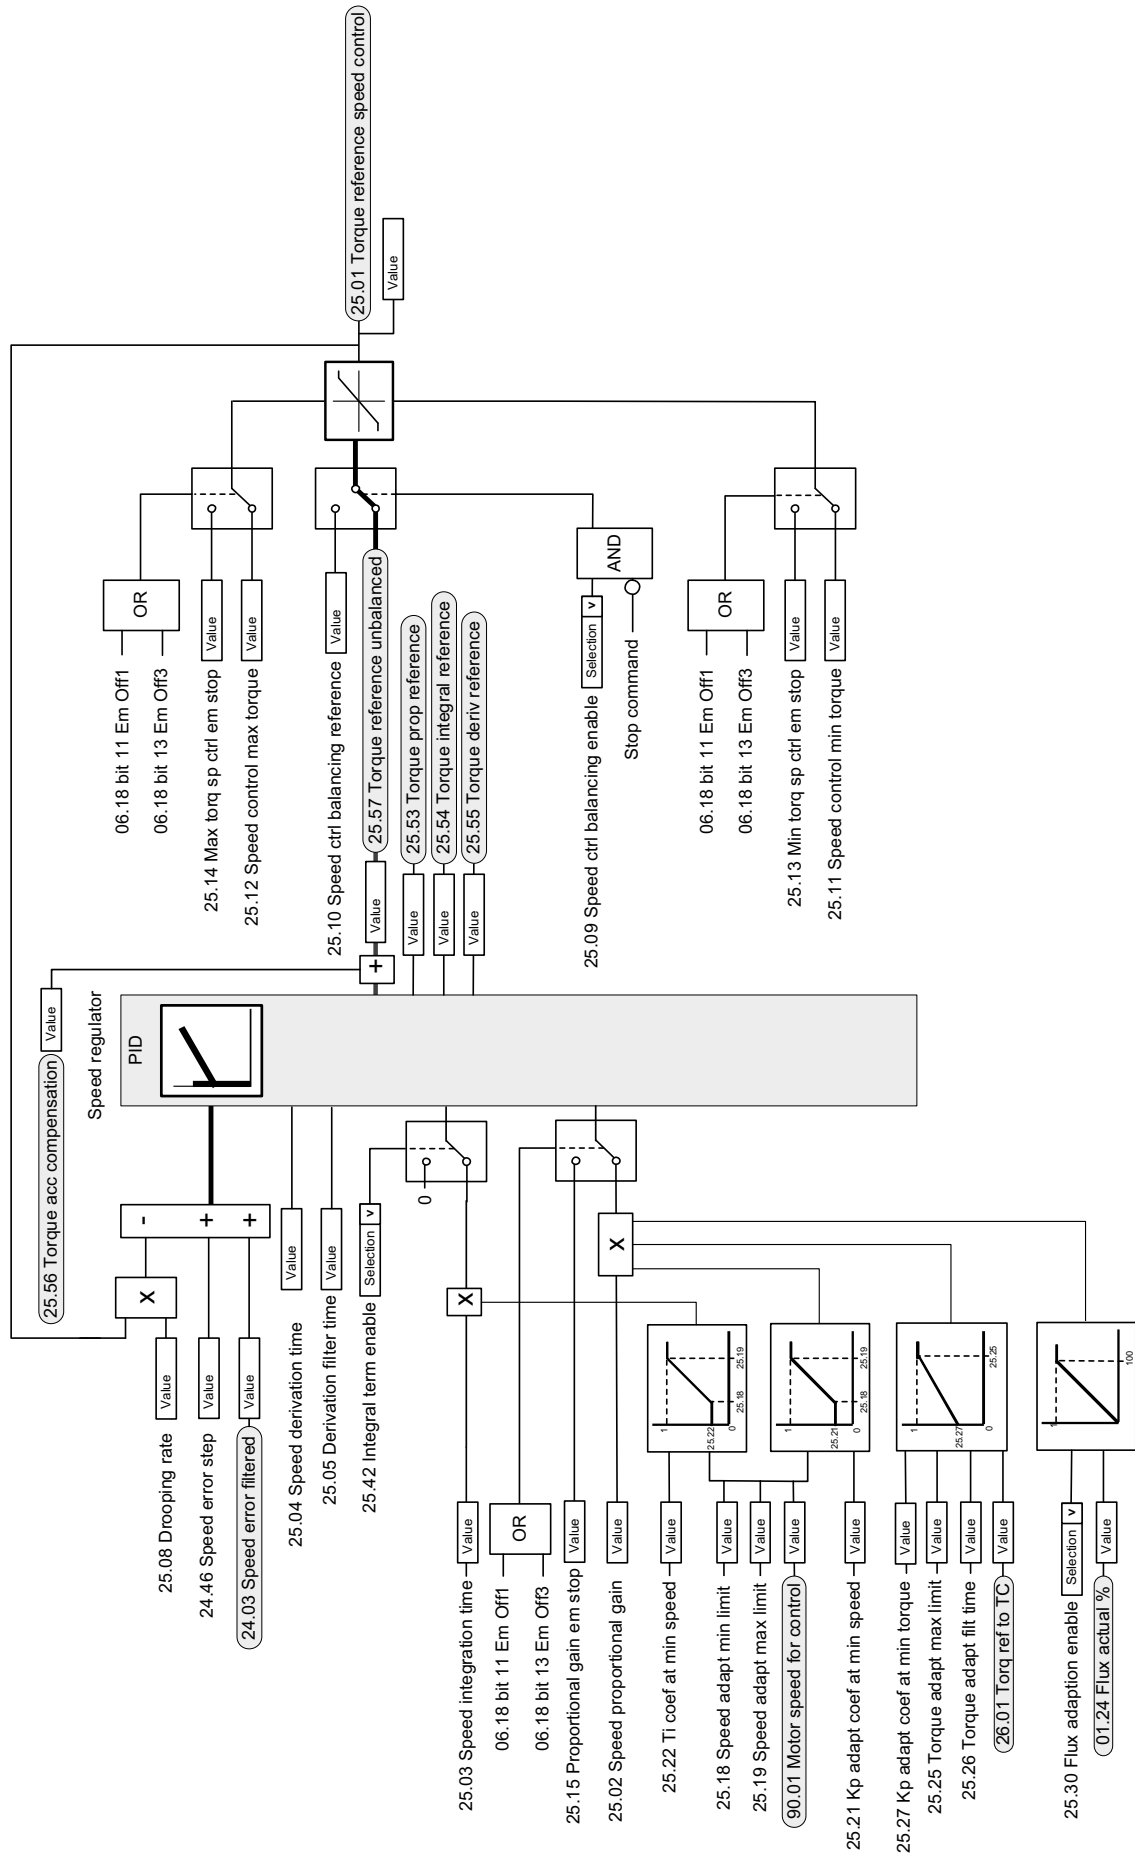 25.56 Torque acc compensation
Value
Speed regulator
PID
25.08 Drooping rate
Value
X
-
24.46 Speed error step
Value
+
24.03 Speed error filtered
Value
+
25.04 Speed derivation time
Value
25.05 Derivation filter time
Value
25.42 Integral term enable
Selection
v
0
25.03 Speed integration time
Value
X
06.18 bit 11 Em Off1
06.18 bit 13 Em Off3
OR
25.15 Proportional gain em stop
Value
25.02 Speed proportional gain
Value
X
25.22 Ti coef at min speed
Value
1
25.22
0
25.18
25.19
25.18 Speed adapt min limit
Value
25.19 Speed adapt max limit
Value
90.01 Motor speed for control
Value
1
25.21
0
25.18
25.19
25.21 Kp adapt coef at min speed
Value
25.27 Kp adapt coef at min torque
Value
25.25 Torque adapt max limit
Value
25.26 Torque adapt filt time
Value
26.01 Torq ref to TC
Value
1
25.27
0
25.25
25.30 Flux adaption enable
Selection
v
01.24 Flux actual %
Value
1
100
+
Value
25.57 Torque reference unbalanced
Value
25.53 Torque prop reference
Value
25.54 Torque integral reference
Value
25.55 Torque deriv reference
06.18 bit 11 Em Off1
06.18 bit 13 Em Off3
OR
25.14 Max torq sp ctrl em stop
Value
25.12 Speed control max torque
Value
25.10 Speed ctrl balancing reference
Value
25.09 Speed ctrl balancing enable
Selection
v
Stop command
AND
06.18 bit 11 Em Off1
06.18 bit 13 Em Off3
OR
25.13 Min torq sp ctrl em stop
Value
25.11 Speed control min torque
Value
25.01 Torque reference speed control
Value